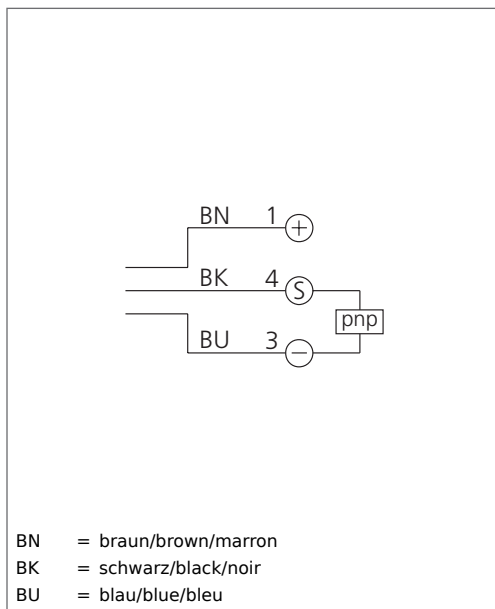 BN 1 +
BK 4 S
pnp
BU 3 −
BN = braun/brown/marron
BK = schwarz/black/noir
BU = blau/blue/bleu